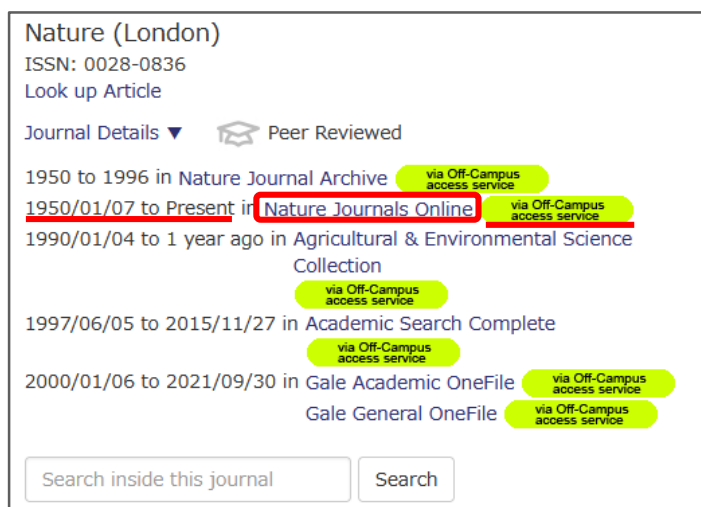 Nature (London)
ISSN: 0028-0836
Look up Article
Journal Details ▼ Peer Reviewed
1950 to 1996 in Nature Journal Archive via Off-Campus access service
1950/01/07 to Present in Nature Journals Online via Off-Campus access service
1990/01/04 to 1 year ago in Agricultural & Environmental Science
Collection
via Off-Campus
access service
1997/06/05 to 2015/11/27 in Academic Search Complete
via Off-Campus
access service
2000/01/06 to 2021/09/30 in Gale Academic OneFile via Off-Campus access service
Gale General OneFile via Off-Campus access service
Search inside this journal Search